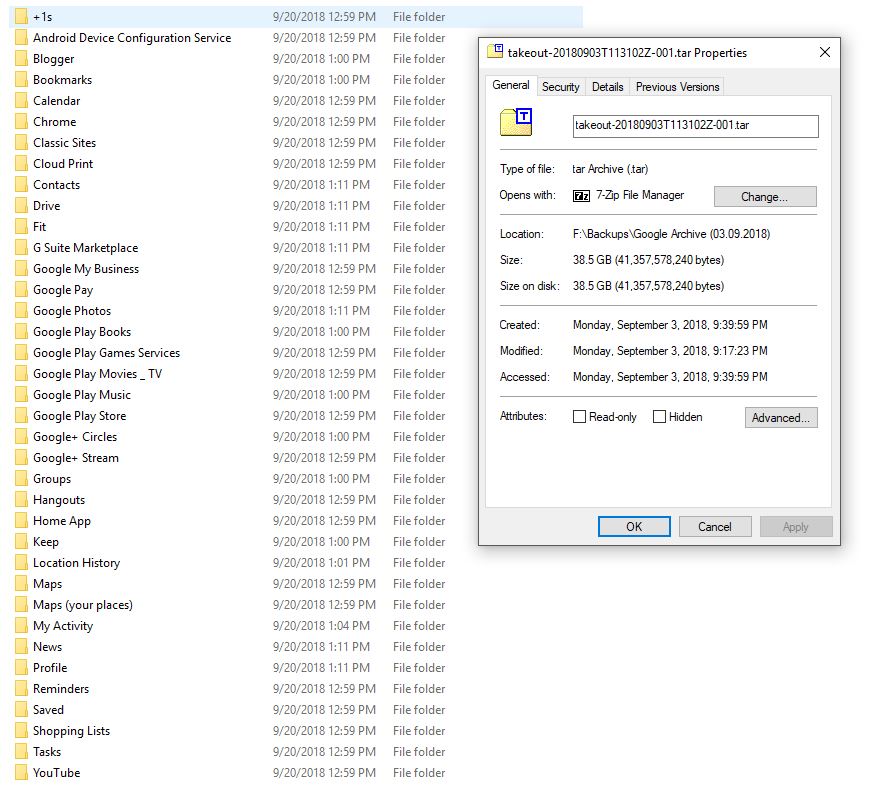 +1s 9/20/2018 12:59 PM File folder
Android Device Configuration Service 9/20/2018 12:59 PM File folder
Blogger 9/20/2018 1:00 PM File folder
Bookmarks 9/20/2018 1:00 PM File folder
Calendar 9/20/2018 12:59 PM File folder
Chrome 9/20/2018 12:59 PM File folder
Classic Sites 9/20/2018 12:59 PM File folder
Cloud Print 9/20/2018 12:59 PM File folder
Contacts 9/20/2018 1:11 PM File folder
Drive 9/20/2018 1:11 PM File folder
Fit 9/20/2018 1:11 PM File folder
G Suite Marketplace 9/20/2018 1:11 PM File folder
Google My Business 9/20/2018 12:59 PM File folder
Google Pay 9/20/2018 12:59 PM File folder
Google Photos 9/20/2018 1:11 PM File folder
Google Play Books 9/20/2018 1:00 PM File folder
Google Play Games Services 9/20/2018 12:59 PM File folder
Google Play Movies _ TV 9/20/2018 12:59 PM File folder
Google Play Music 9/20/2018 1:00 PM File folder
Google Play Store 9/20/2018 12:59 PM File folder
Google+ Circles 9/20/2018 1:00 PM File folder
Google+ Stream 9/20/2018 12:59 PM File folder
Groups 9/20/2018 1:00 PM File folder
Hangouts 9/20/2018 12:59 PM File folder
Home App 9/20/2018 12:59 PM File folder
Keep 9/20/2018 1:00 PM File folder
Location History 9/20/2018 1:01 PM File folder
Maps 9/20/2018 12:59 PM File folder
Maps (your places) 9/20/2018 12:59 PM File folder
My Activity 9/20/2018 1:04 PM File folder
News 9/20/2018 1:11 PM File folder
Profile 9/20/2018 1:11 PM File folder
Reminders 9/20/2018 12:59 PM File folder
Saved 9/20/2018 12:59 PM File folder
Shopping Lists 9/20/2018 12:59 PM File folder
Tasks 9/20/2018 12:59 PM File folder
YouTube 9/20/2018 12:59 PM File folder
T takeout-20180903T113102Z-001.tar Properties
General Security Details Previous Versions
T takeout-20180903T113102Z-001.tar
Type of file: tar Archive (.tar)
Opens with: 7z 7-Zip File Manager Change...
Location: F:\Backups\Google Archive (03.09.2018)
Size: 38.5 GB (41,357,578,240 bytes)
Size on disk: 38.5 GB (41,357,578,240 bytes)
Created: Monday, September 3, 2018, 9:39:59 PM
Modified: Monday, September 3, 2018, 9:17:23 PM
Accessed: Monday, September 3, 2018, 9:39:59 PM
Attributes: Read-only Hidden Advanced...
OK Cancel Apply